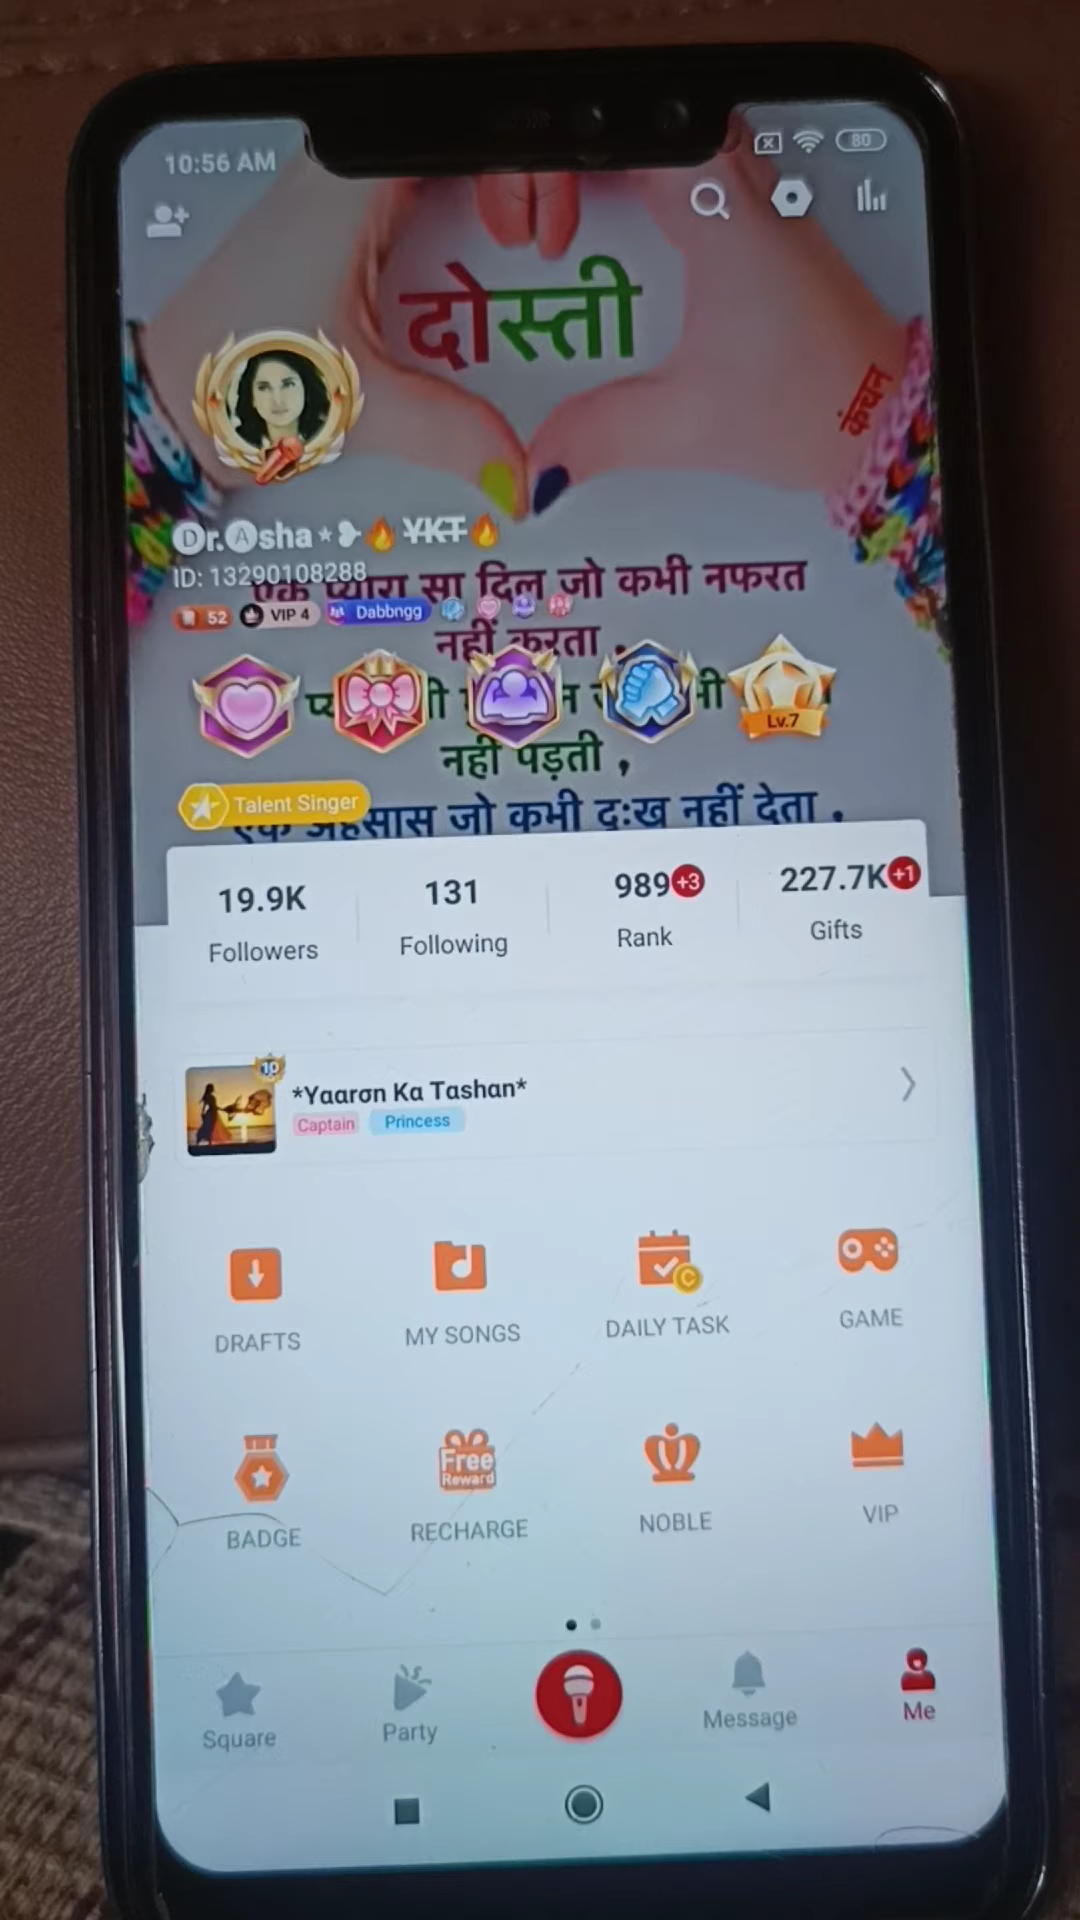 10:56 AM
80
दोस्ती
कंचन
Dr.Asha YKT
ID: 13290108288
एक प्यारा सा दिल जो कभी नफरत
52 VIP 4 Dabbngg
नहीं करता ,
Lv.7
नहीं पड़ती ,
Talent Singer
एक अहसास जो कभी दुःख नहीं देता .
19.9K 131 989 +3 227.7K +1
Followers Following Rank Gifts
10
*Yaaron Ka Tashan*
Captain Princess
DRAFTS MY SONGS DAILY TASK GAME
Free
Reward
BADGE RECHARGE NOBLE VIP
Square Party Message Me